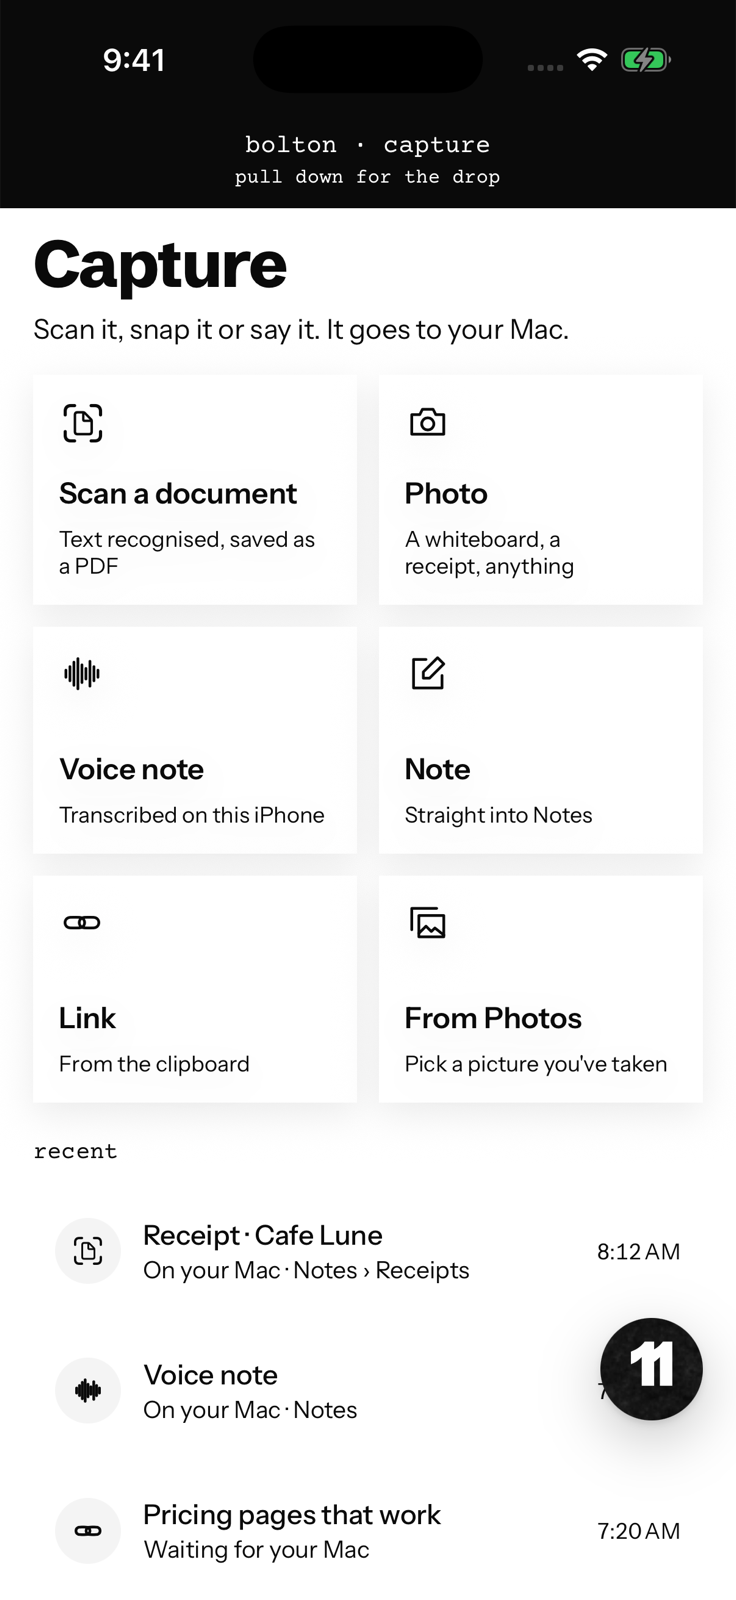 9:41
bolton · capture
pull down for the drop
Capture
Scan it, snap it or say it. It goes to your Mac.
Scan a document
Text recognised, saved as
a PDF
Photo
A whiteboard, a
receipt, anything
Voice note
Transcribed on this iPhone
Note
Straight into Notes
Link
From the clipboard
From Photos
Pick a picture you've taken
recent
Receipt · Cafe Lune
On your Mac · Notes › Receipts
8:12 AM
Voice note
On your Mac · Notes
11
Pricing pages that work
Waiting for your Mac
7:20 AM